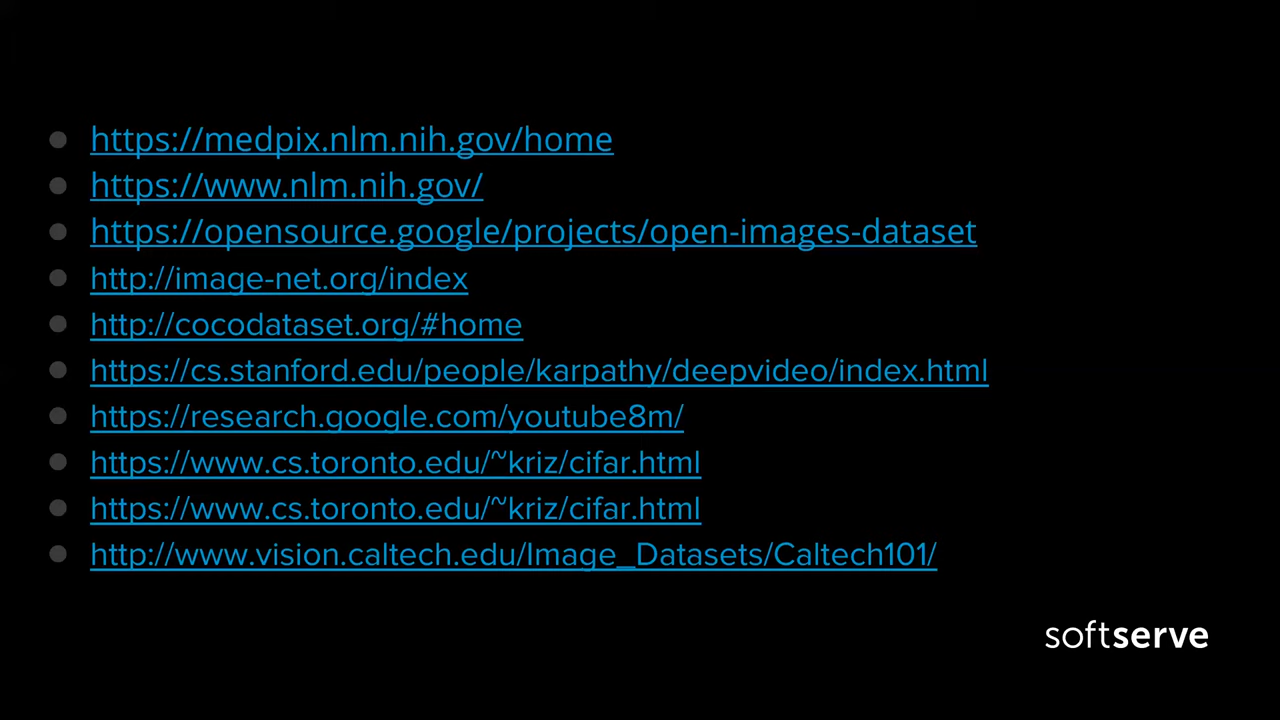 https://medpix.nlm.nih.gov/home
https://www.nlm.nih.gov/
https://opensource.google/projects/open-images-dataset
http://image-net.org/index
http://cocodataset.org/#home
https://cs.stanford.edu/people/karpathy/deepvideo/index.html
https://research.google.com/youtube8m/
https://www.cs.toronto.edu/~kriz/cifar.html
https://www.cs.toronto.edu/~kriz/cifar.html
http://www.vision.caltech.edu/Image_Datasets/Caltech101/
softserve